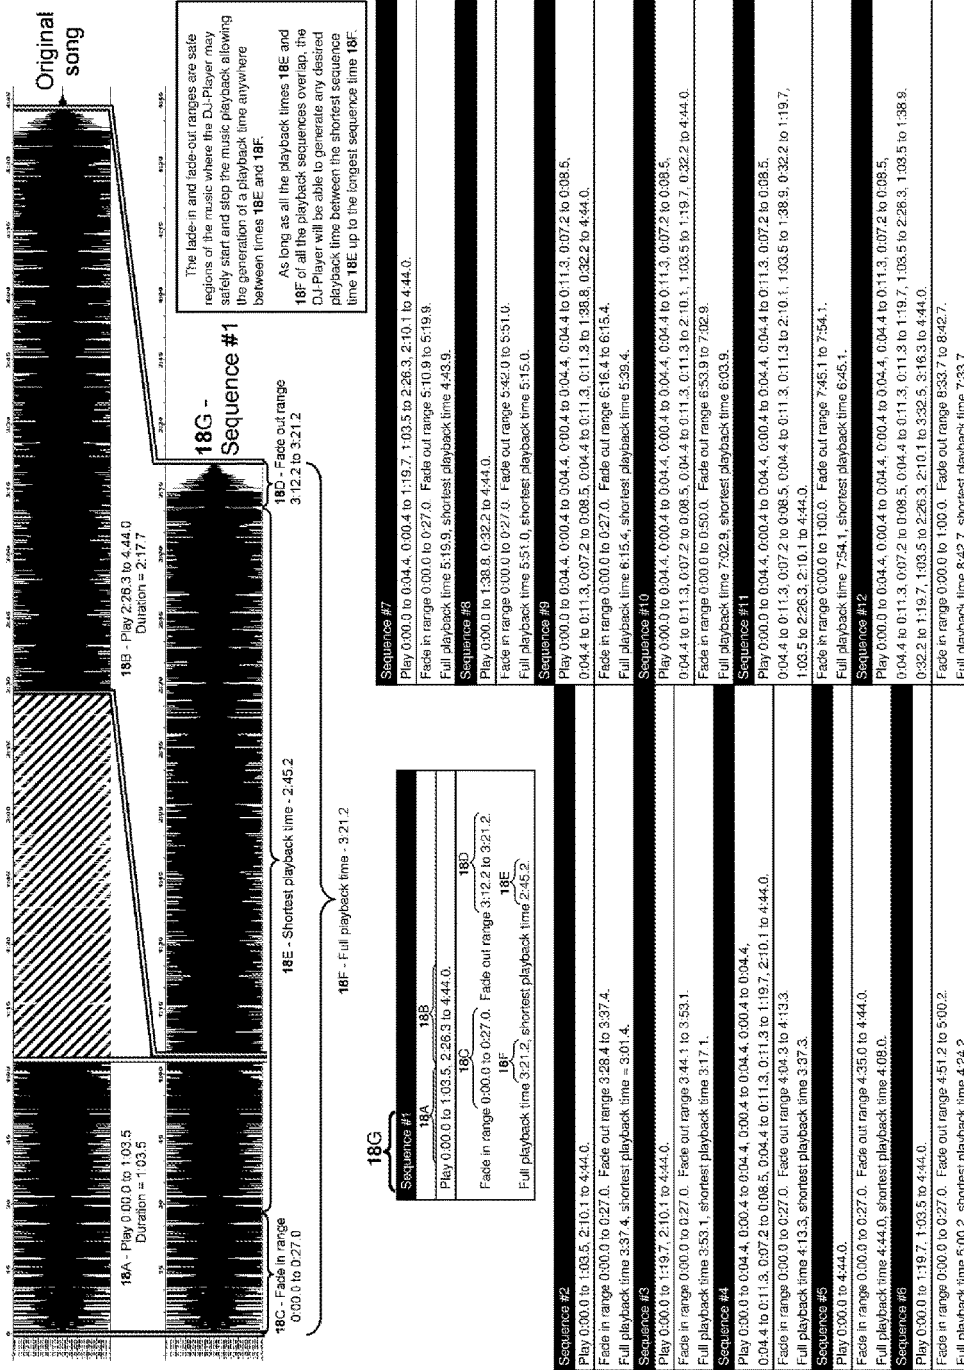 Original
song
18A - Play 0:00.0 to 1:03.5
Duration = 1:03.5
18B - Play 2:26.3 to 4:44.0
Duration = 2:17.7
18G -
Sequence #1
18C - Fade in range
0:00.0 to 0:27.0
18D - Fade out range
3:12.2 to 3:21.2
18E - Shortest playback time - 2:45.2
18F - Full playback time - 3:21.2
The fade-in and fade-out ranges are safe
regions of the music where the DJ-Player may
safely start and stop the music playback allowing
the generation of a playback time anywhere
between times 18E and 18F.
As long as all the playback times 18E and
18F of all the playback sequences overlap, the
DJ-Player will be able to generate any desired
playback time between the shortest sequence
time 18E up to the longest sequence time 18F.
18G
Sequence #1
18A 18B
Play 0:00.0 to 1:03.5, 2:26.3 to 4:44.0.
18C 18D
Fade in range 0:00.0 to 0:27.0. Fade out range 3:12.2 to 3:21.2.
18F 18E
Full playback time 3:21.2, shortest playback time 2:45.2.
Sequence #2
Play 0:00.0 to 1:03.5, 2:10.1 to 4:44.0.
Fade in range 0:00.0 to 0:27.0. Fade out range 3:28.4 to 3:37.4.
Full playback time 3:37.4, shortest playback time = 3:01.4.
Sequence #3
Play 0:00.0 to 1:19.7, 2:10.1 to 4:44.0.
Fade in range 0:00.0 to 0:27.0. Fade out range 3:44.1 to 3:53.1.
Full playback time 3:53.1, shortest playback time 3:17.1.
Sequence #4
Play 0:00.0 to 0:04.4, 0:00.4 to 0:04.4, 0:00.4 to 0:04.4,
0:04.4 to 0:11.3, 0:07.2 to 0:08.5, 0:04.4 to 0:11.3, 0:11.3 to 1:19.7, 2:10.1 to 4:44.0.
Fade in range 0:00.0 to 0:27.0. Fade out range 4:04.3 to 4:13.3.
Full playback time 4:13.3, shortest playback time 3:37.3.
Sequence #5
Play 0:00.0 to 4:44.0.
Fade in range 0:00.0 to 0:27.0. Fade out range 4:35.0 to 4:44.0.
Full playback time 4:44.0, shortest playback time 4:08.0.
Sequence #6
Play 0:00.0 to 1:19.7, 1:03.5 to 4:44.0.
Fade in range 0:00.0 to 0:27.0. Fade out range 4:51.2 to 5:00.2.
Full playback time 5:00.2, shortest playback time 4:24.2.
Sequence #7
Play 0:00.0 to 0:04.4, 0:00.4 to 1:19.7, 1:03.5 to 2:26.3, 2:10.1 to 4:44.0.
Fade in range 0:00.0 to 0:27.0. Fade out range 5:10.9 to 5:19.9.
Full playback time 5:19.9, shortest playback time 4:43.9.
Sequence #8
Play 0:00.0 to 1:38.8, 0:32.2 to 4:44.0.
Fade in range 0:00.0 to 0:27.0. Fade out range 5:42.0 to 5:51.0.
Full playback time 5:51.0, shortest playback time 5:15.0.
Sequence #9
Play 0:00.0 to 0:04.4, 0:00.4 to 0:04.4, 0:00.4 to 0:11.3, 0:07.2 to 0:08.5,
0:04.4 to 0:11.3, 0:07.2 to 0:08.5, 0:04.4 to 0:11.3, 0:11.3 to 1:38.8, 0:32.2 to 4:44.0.
Fade in range 0:00.0 to 0:27.0. Fade out range 6:16.4 to 6:15.4.
Full playback time 6:15.4, shortest playback time 5:39.4.
Sequence #10
Play 0:00.0 to 0:04.4, 0:00.4 to 0:04.4, 0:00.4 to 0:04.4, 0:04.4 to 0:11.3, 0:07.2 to 0:08.5,
0:04.4 to 0:11.3, 0:07.2 to 0:08.5, 0:04.4 to 0:11.3, 0:11.3 to 2:10.1, 1:03.5 to 1:19.7, 0:32.2 to 4:44.0.
Fade in range 0:00.0 to 0:50.0. Fade out range 6:53.9 to 7:02.9.
Full playback time 7:02.9, shortest playback time 6:03.9.
Sequence #11
Play 0:00.0 to 0:04.4, 0:00.4 to 0:04.4, 0:00.4 to 0:04.4, 0:04.4 to 0:11.3, 0:07.2 to 0:08.5,
0:04.4 to 0:11.3, 0:07.2 to 0:08.5, 0:04.4 to 0:11.3, 0:11.3 to 2:10.1, 1:03.5 to 1:38.9, 0:32.2 to 1:19.7,
1:03.5 to 2:26.3, 2:10.1 to 4:44.0.
Fade in range 0:00.0 to 1:00.0. Fade out range 7:45.1 to 7:54.1.
Full playback time 7:54.1, shortest playback time 6:45.1.
Sequence #12
Play 0:00.0 to 0:04.4, 0:00.4 to 0:04.4, 0:00.4 to 0:04.4, 0:04.4 to 0:11.3, 0:07.2 to 0:08.5,
0:04.4 to 0:11.3, 0:07.2 to 0:08.5, 0:04.4 to 0:11.3, 0:11.3 to 1:19.7, 1:03.5 to 2:26.3, 1:03.5 to 1:38.9,
0:32.2 to 1:19.7, 1:03.5 to 2:26.3, 2:10.1 to 3:32.5, 3:16.3 to 4:44.0.
Fade in range 0:00.0 to 1:00.0. Fade out range 8:33.7 to 8:42.7.
Full playback time 8:42.7, shortest playback time 7:33.7.